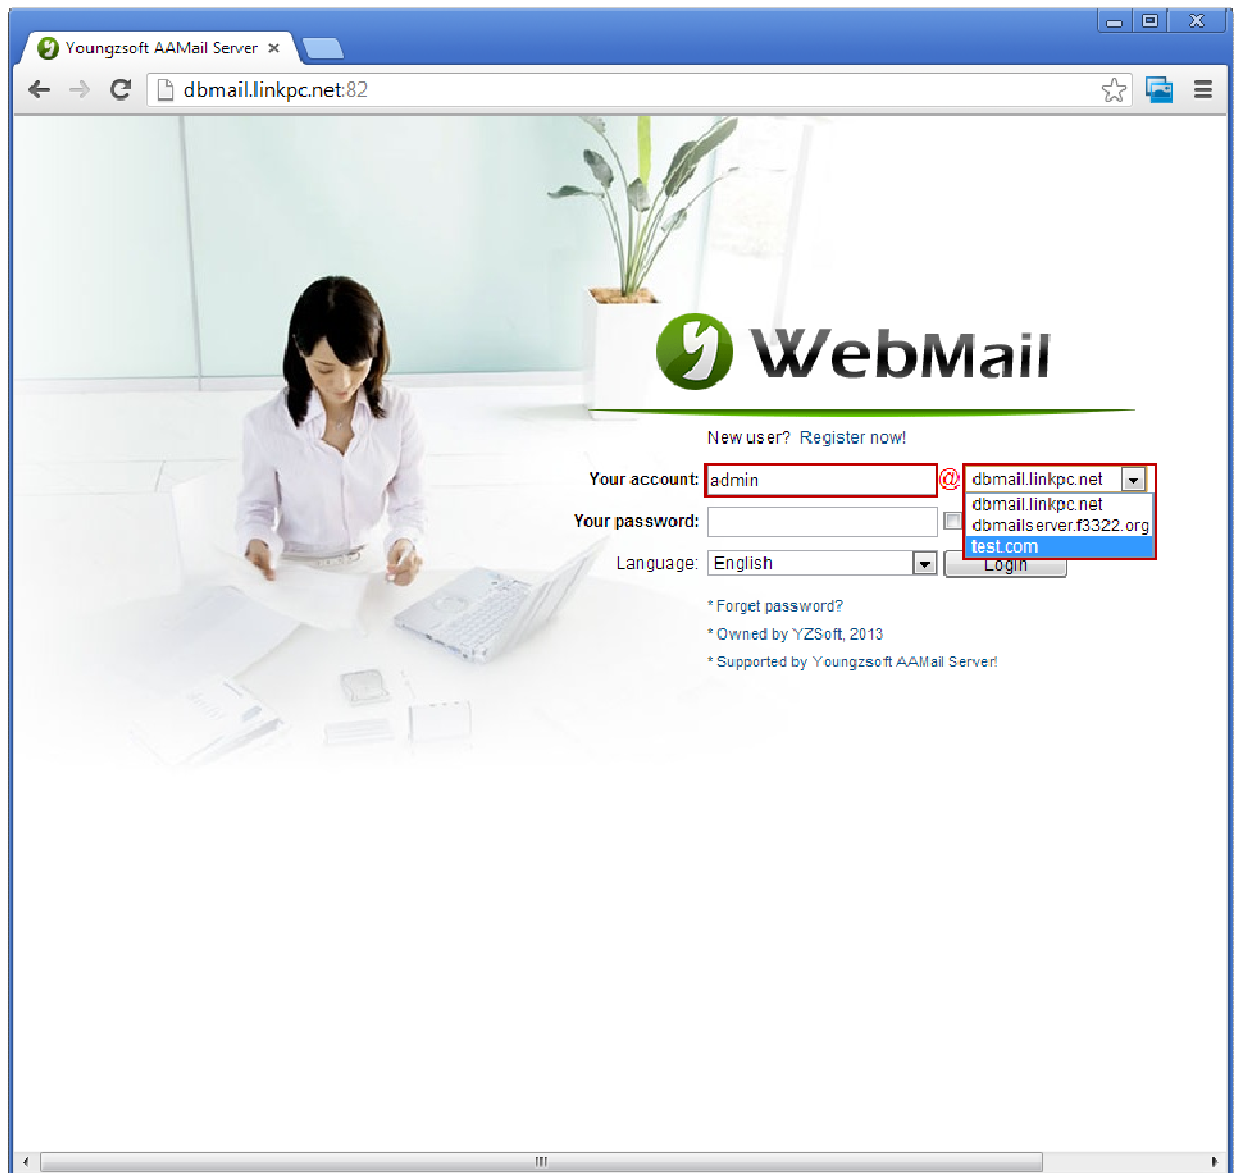 Youngzsoft AAMail Server
dbmail.linkpc.net:82
WebMail
New user? Register now!
Your account: admin @ dbmail.linkpc.net
dbmail.linkpc.net
dbmailserver.f3322.org
test.com
Your password:
Language: English Login
* Forget password?
* Owned by YZSoft, 2013
* Supported by Youngzsoft AAMail Server!